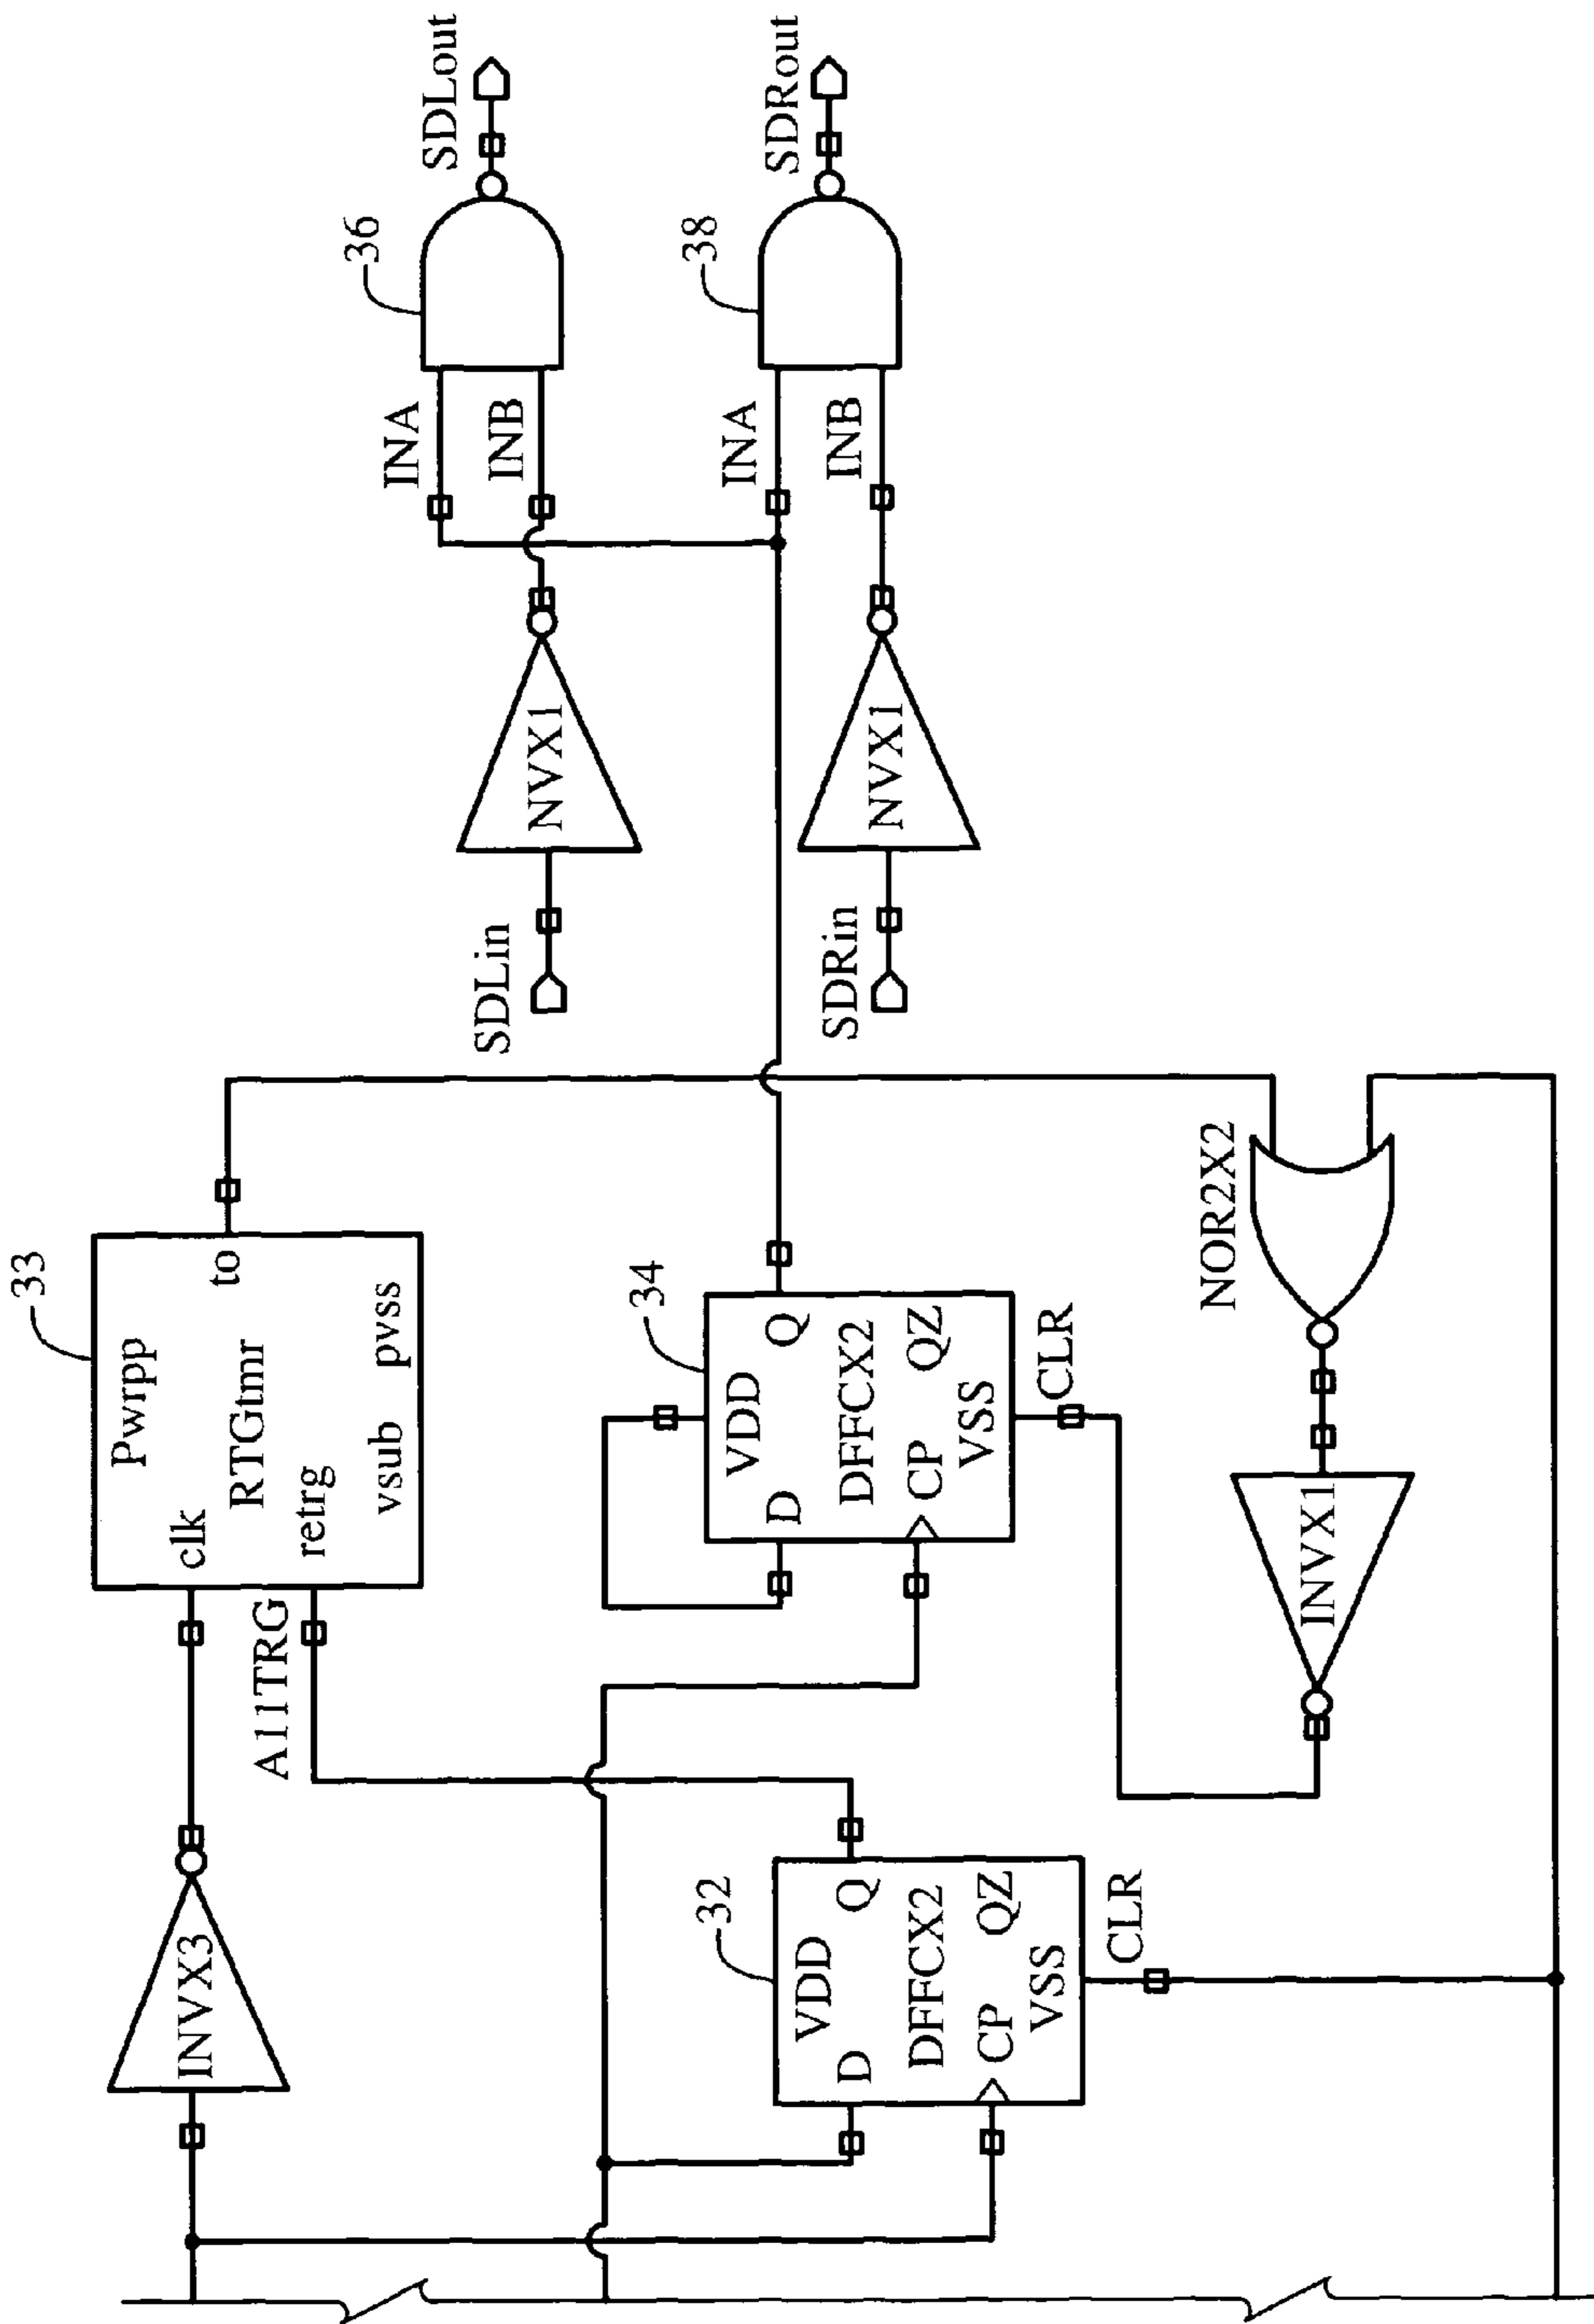 33
Pwrpp
clk
to
RTGtmr
retrg
vsub pvss
INVX3
A11TRG
36
SDLout
INA
INB
NVX1
SDLin
38
SDRout
INA
INB
NVX1
SDRin
34
VDD
D
Q
DFFCX2
CP
QZ
VSS
CLR
32
VDD
D
Q
DFFCX2
CP
QZ
VSS
CLR
NOR2X2
INVX1